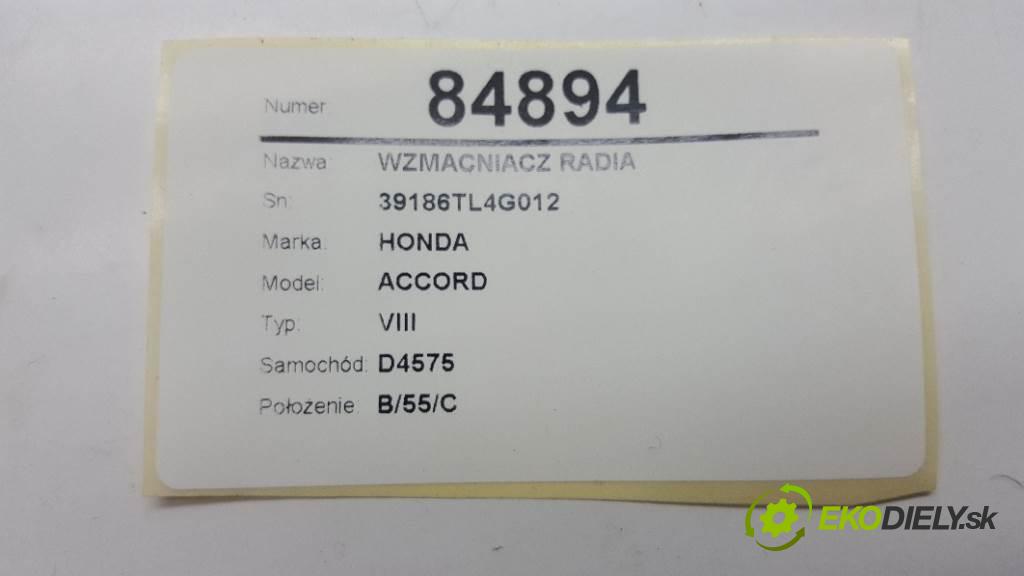 Numer: 84894
Nazwa: WZMACNIACZ RADIA
Sn: 39186TL4G012
Marka: HONDA
Model: ACCORD
Typ: VIII
Samochód: D4575
Położenie: B/55/C
EKODIELY.sk